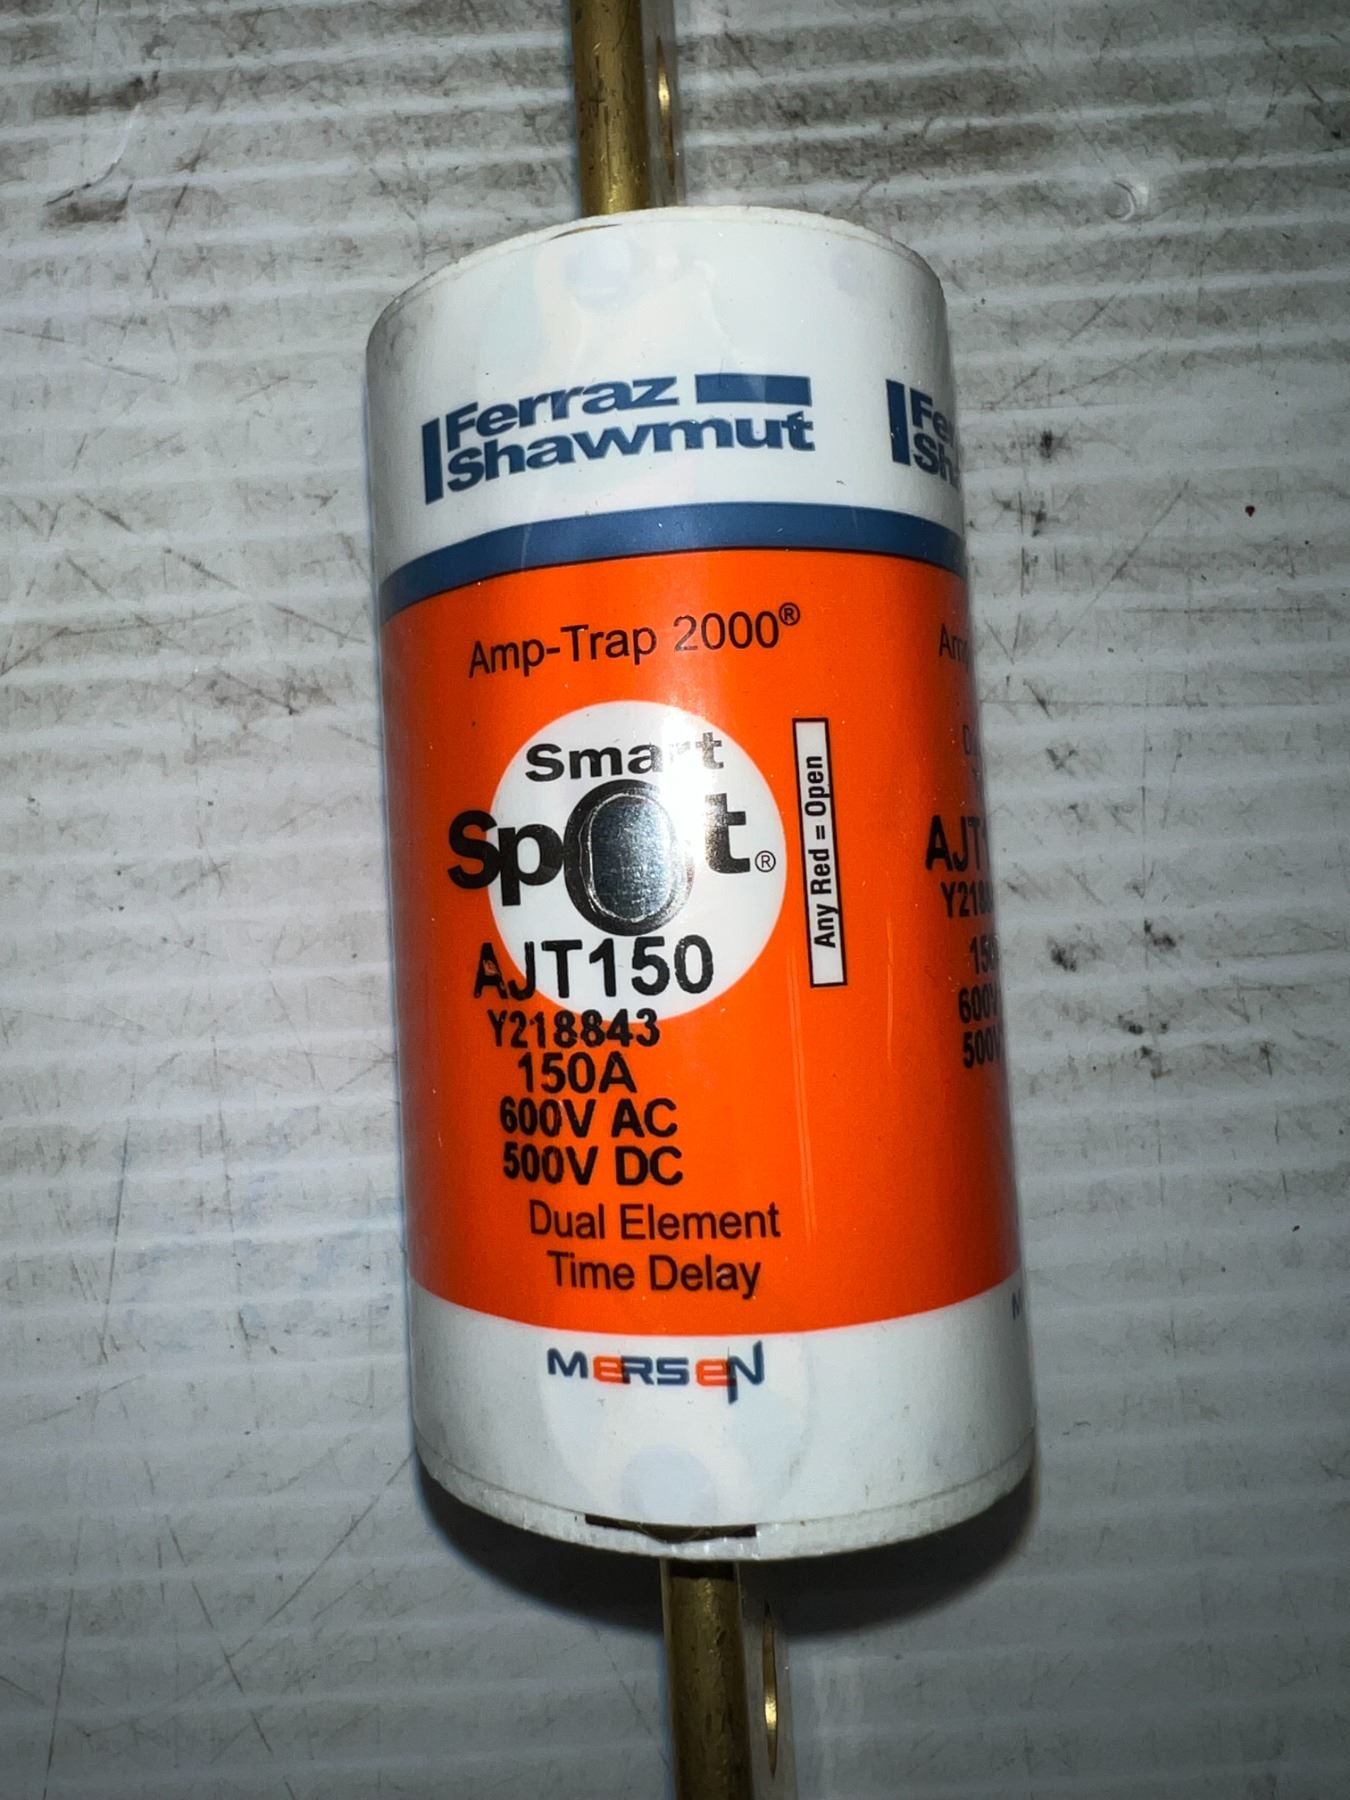 Ferraz
Shawmut
Amp-Trap 2000®
Smart
Spot®
Any Red = Open
AJT150
Y218843
150A
600V AC
500V DC
Dual Element
Time Delay
MERSEN